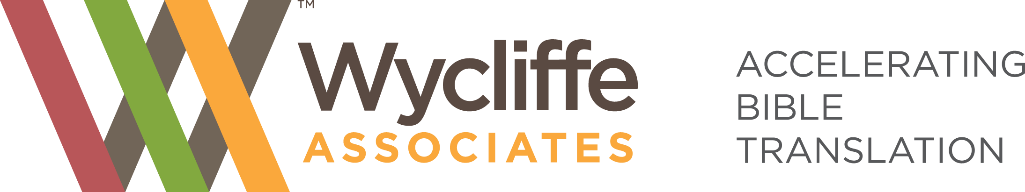 ™
Wycliffe
ASSOCIATES
ACCELERATING
BIBLE
TRANSLATION